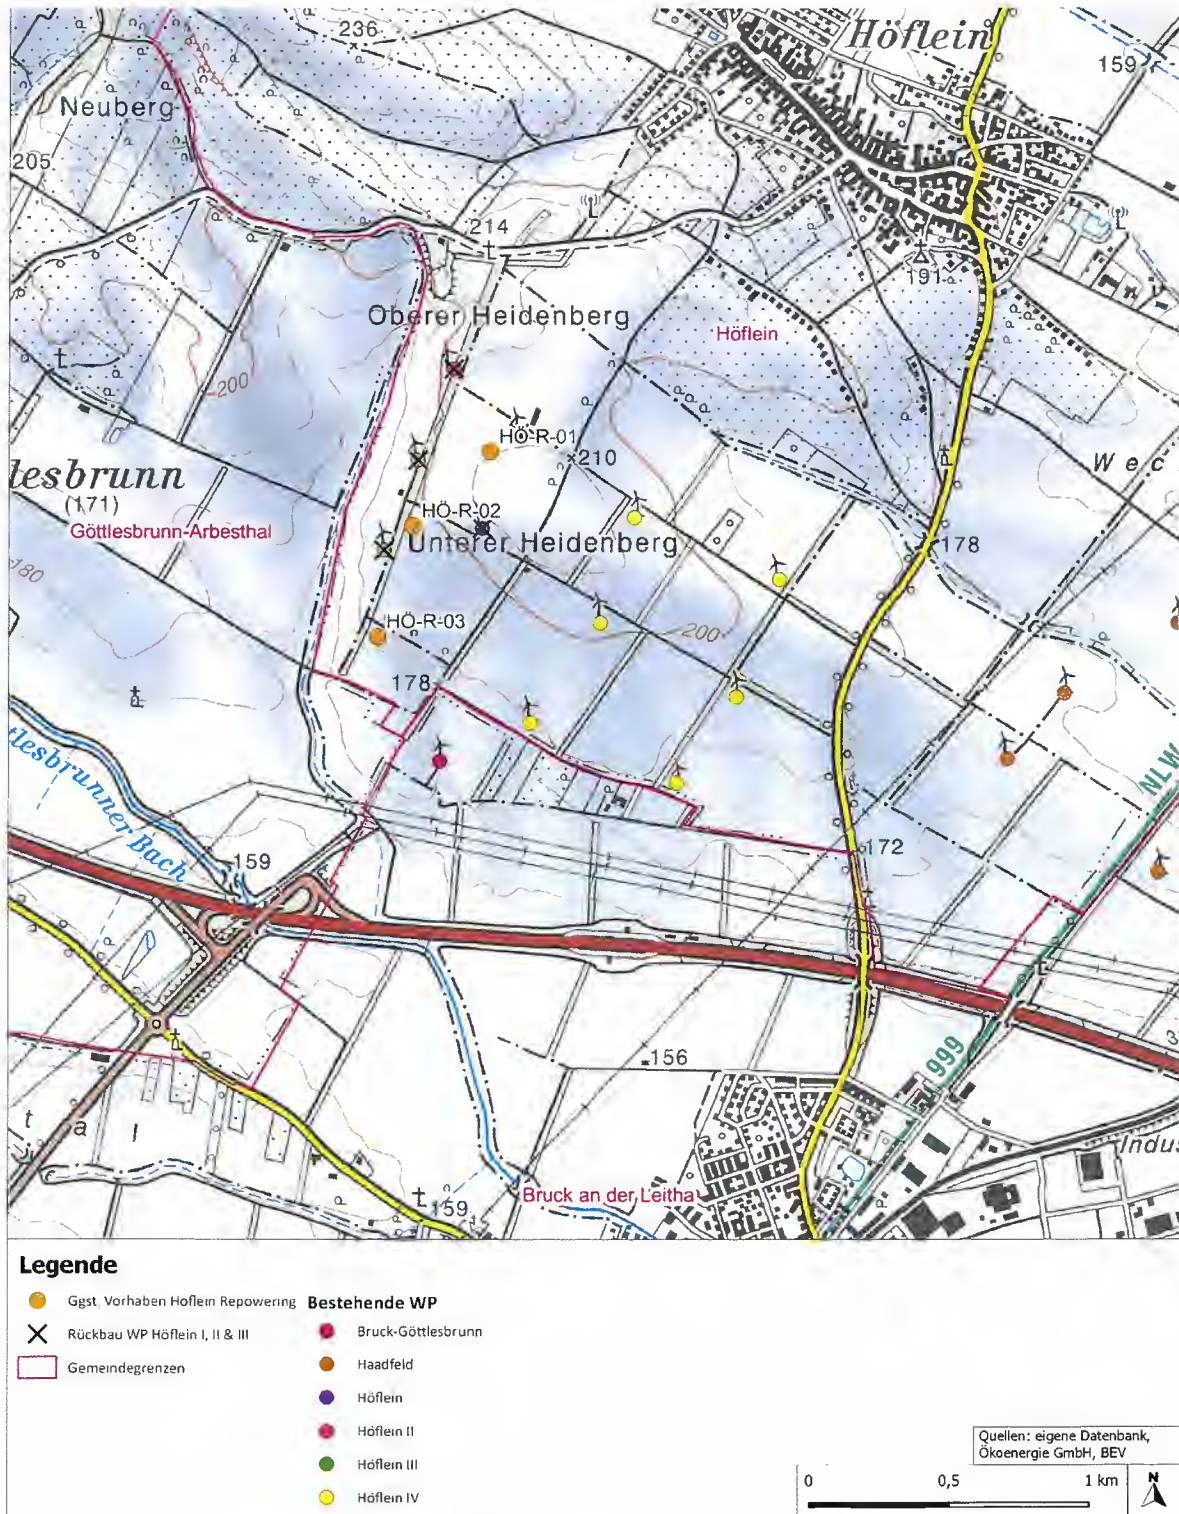 Höflein
236
159
Neuberg
205
214
L
L
191
Oberer Heidenberg
Höflein
200
HÖ-R-01
210
lesbrunn
(171)
Göttlesbrunn-Arbesthal
HÖ-R-02
Unterer Heidenberg
178
180
HÖ-R-03
200
178
tlesbrunner Bach
NLW
159
172
999
156
t a l
Indus
Bruck an der Leitha
159
Legende
Ggst. Vorhaben Höflein Repowering
Rückbau WP Höflein I, II & III
Gemeindegrenzen
Bestehende WP
Bruck-Göttlesbrunn
Haadfeld
Höflein
Höflein II
Höflein III
Höflein IV
Quellen: eigene Datenbank,
Ökoenergie GmbH, BEV
0 0,5 1 km
N